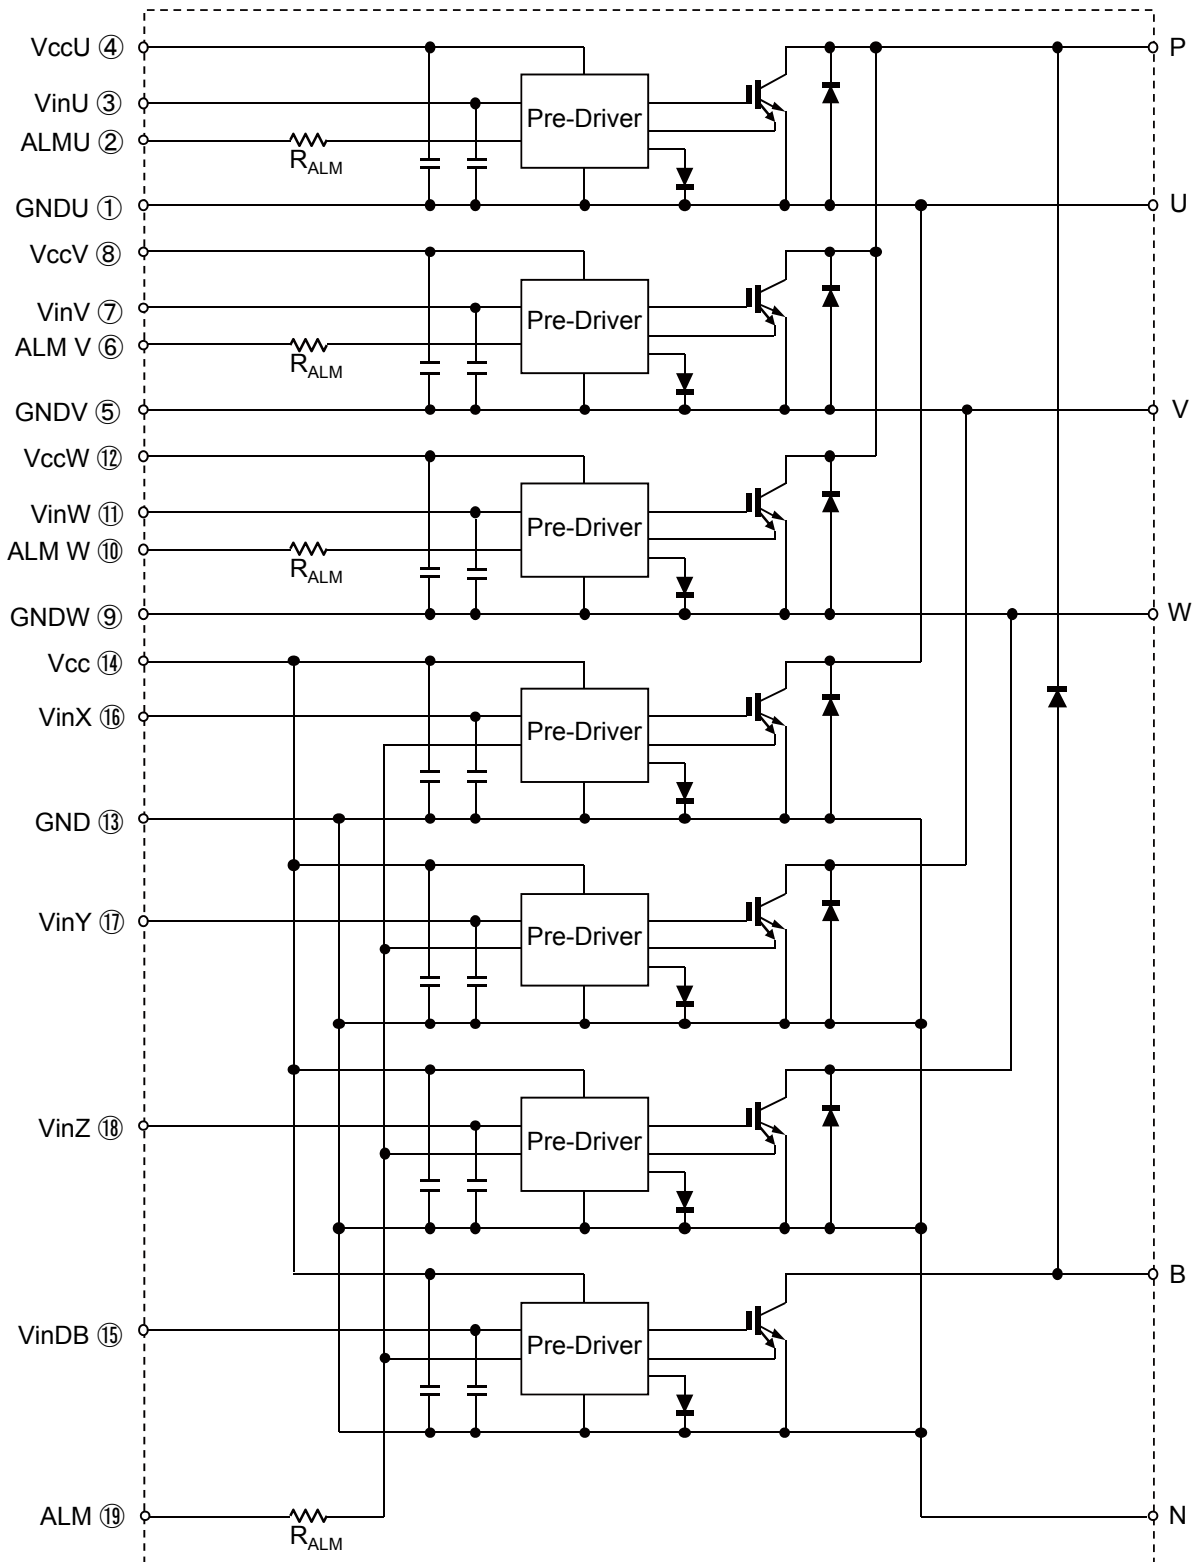 VccU ④
P
VinU ③
Pre-Driver
ALMU ②
R_ALM
GNDU ①
U
VccV ⑧
VinV ⑦
Pre-Driver
ALM V ⑥
R_ALM
GNDV ⑤
V
VccW ⑫
VinW ⑪
Pre-Driver
ALM W ⑩
R_ALM
GNDW ⑨
W
Vcc ⑭
VinX ⑯
Pre-Driver
GND ⑬
VinY ⑰
Pre-Driver
VinZ ⑱
Pre-Driver
B
VinDB ⑮
Pre-Driver
ALM ⑲
R_ALM
N